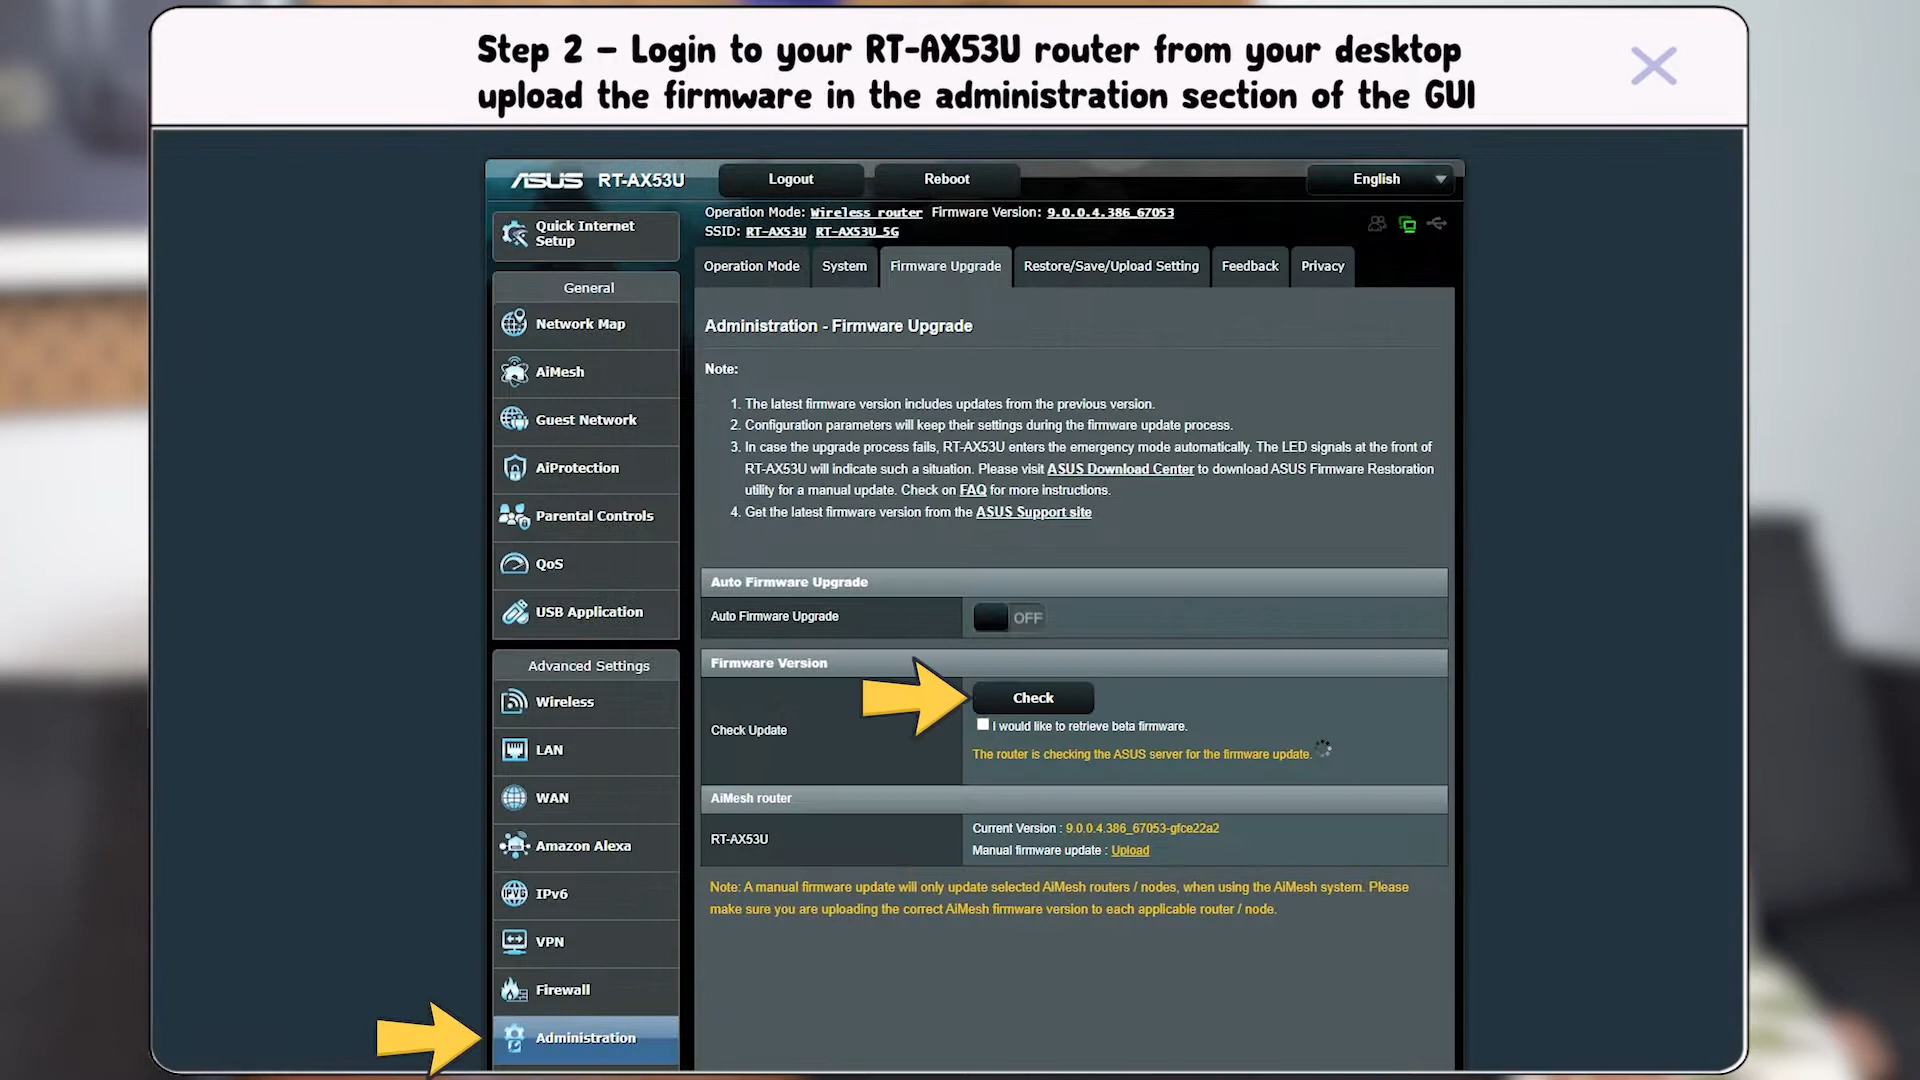 Step 2 – Login to your RT-AX53U router from your desktop
upload the firmware in the administration section of the GUI
ASUS RT-AX53U
Logout
Reboot
English
Operation Mode: Wireless router Firmware Version: 9.0.0.4.386_67053
SSID: RT-AX53U RT-AX53U_5G
Quick Internet
Setup
General
Network Map
AiMesh
Guest Network
AiProtection
Parental Controls
QoS
USB Application
Advanced Settings
Wireless
LAN
WAN
Amazon Alexa
IPv6
VPN
Firewall
Administration
Operation Mode
System
Firmware Upgrade
Restore/Save/Upload Setting
Feedback
Privacy
Administration - Firmware Upgrade
Note:
1. The latest firmware version includes updates from the previous version.
2. Configuration parameters will keep their settings during the firmware update process.
3. In case the upgrade process fails, RT-AX53U enters the emergency mode automatically. The LED signals at the front of
RT-AX53U will indicate such a situation. Please visit ASUS Download Center to download ASUS Firmware Restoration
utility for a manual update. Check on FAQ for more instructions.
4. Get the latest firmware version from the ASUS Support site
Auto Firmware Upgrade
Auto Firmware Upgrade
OFF
Firmware Version
Check Update
Check
I would like to retrieve beta firmware.
The router is checking the ASUS server for the firmware update.
AiMesh router
RT-AX53U
Current Version : 9.0.0.4.386_67053-gfce22a2
Manual firmware update : Upload
Note: A manual firmware update will only update selected AiMesh routers / nodes, when using the AiMesh system. Please
make sure you are uploading the correct AiMesh firmware version to each applicable router / node.